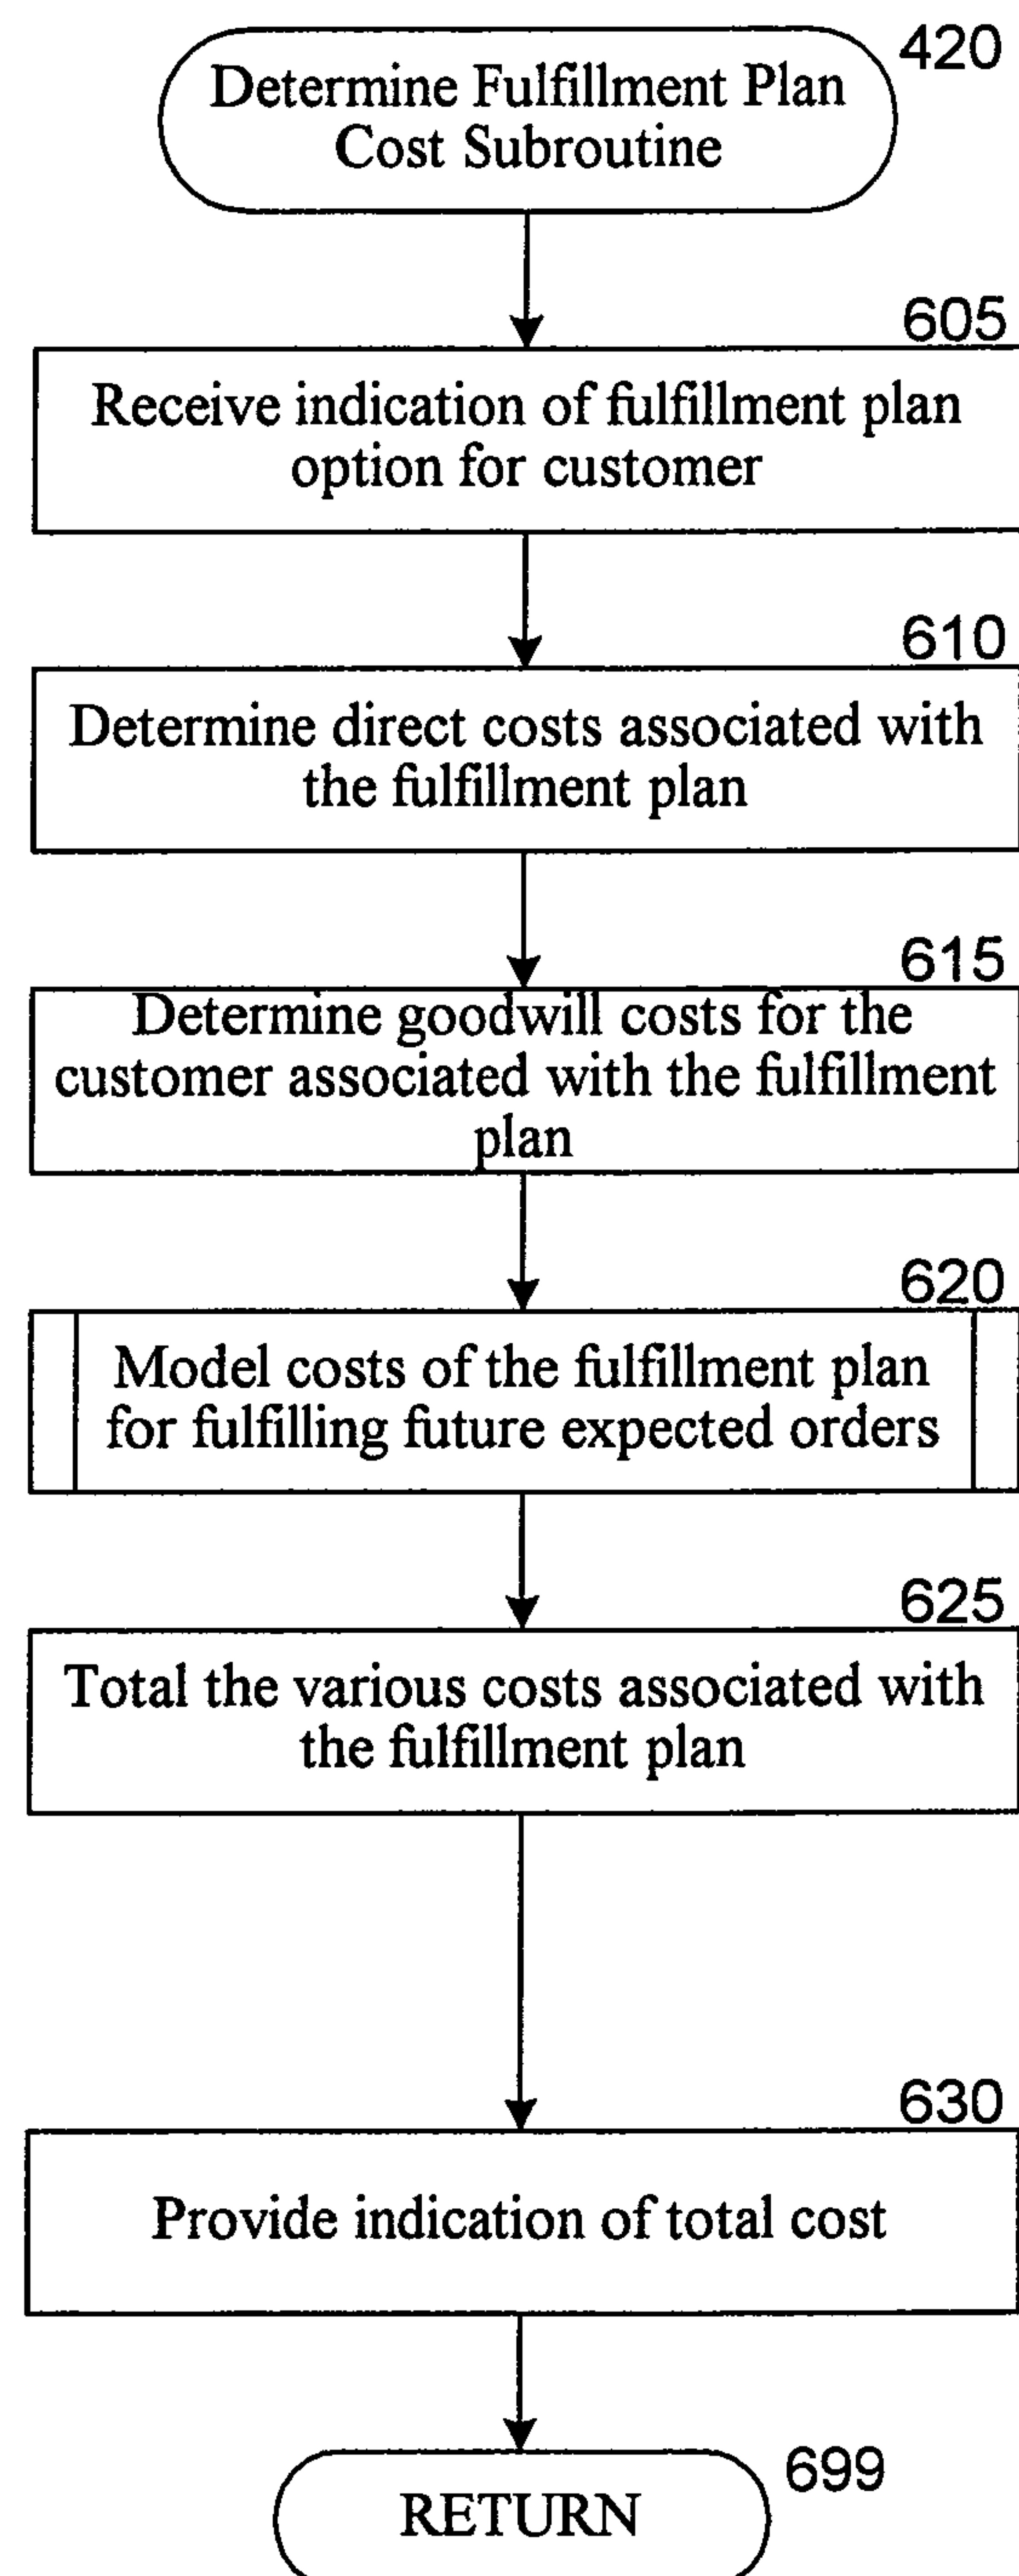 420
Determine Fulfillment Plan
Cost Subroutine
605
Receive indication of fulfillment plan
option for customer
610
Determine direct costs associated with
the fulfillment plan
615
Determine goodwill costs for the
customer associated with the fulfillment
plan
620
Model costs of the fulfillment plan
for fulfilling future expected orders
625
Total the various costs associated with
the fulfillment plan
630
Provide indication of total cost
699
RETURN